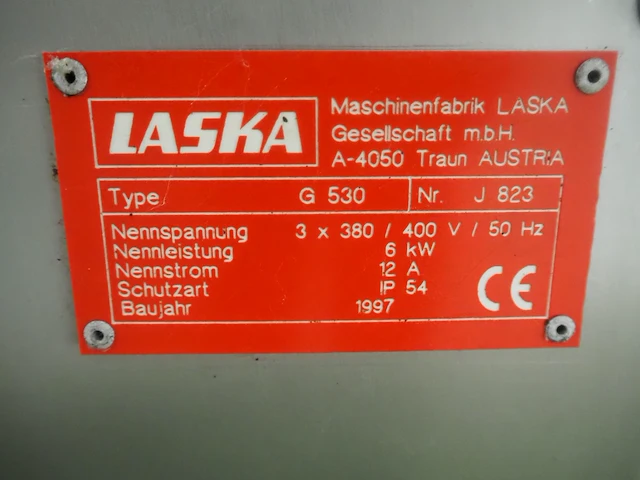 LASKA
Maschinenfabrik LASKA
Gesellschaft m.b.H.
A-4050 Traun AUSTRIA
Type G 530 Nr. J 823
Nennspannung 3 x 380 / 400 V / 50 Hz
Nennleistung 6 kW
Nennstrom 12 A
Schutzart IP 54
Baujahr 1997
CE